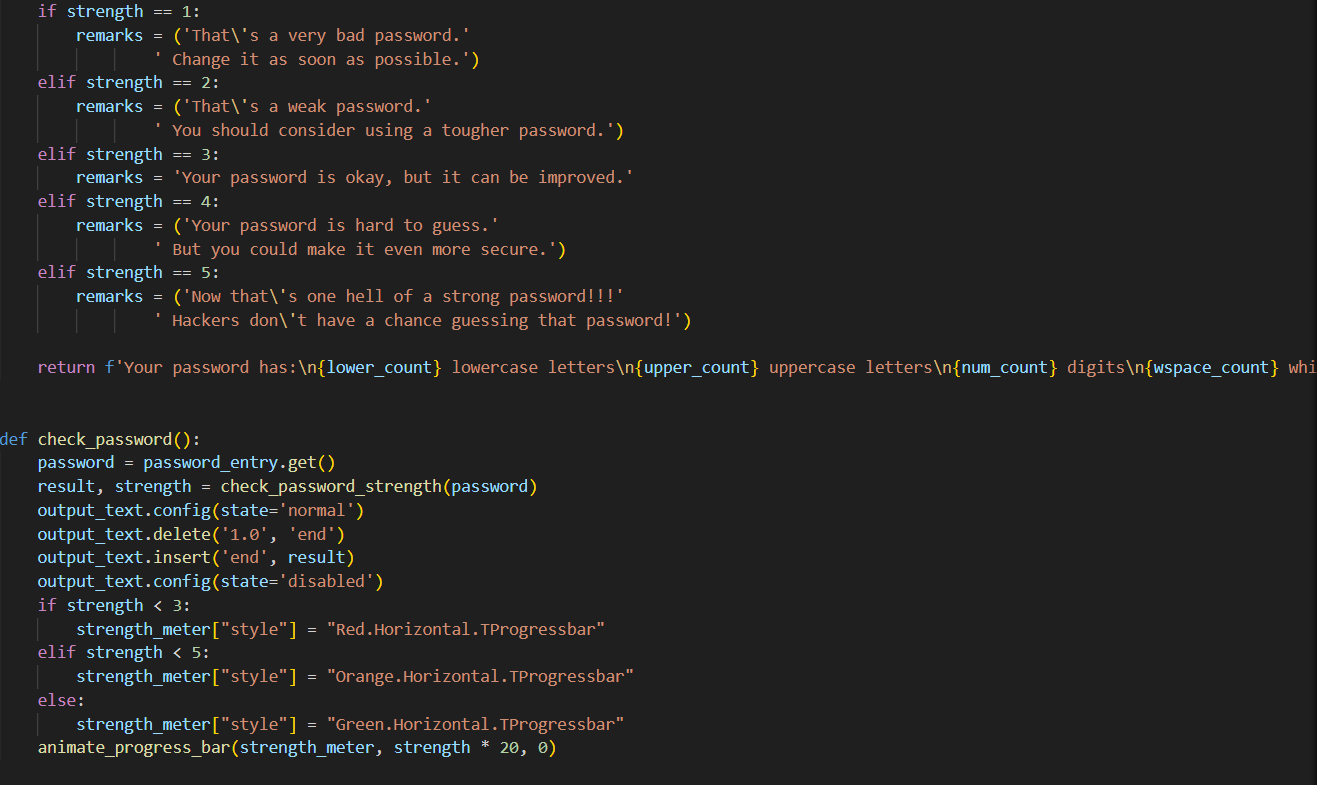 if strength == 1:
remarks = ('That\'s a very bad password.'
' Change it as soon as possible.')
elif strength == 2:
remarks = ('That\'s a weak password.'
' You should consider using a tougher password.')
elif strength == 3:
remarks = 'Your password is okay, but it can be improved.'
elif strength == 4:
remarks = ('Your password is hard to guess.'
' But you could make it even more secure.')
elif strength == 5:
remarks = ('Now that\'s one hell of a strong password!!!'
' Hackers don\'t have a chance guessing that password!')
return f'Your password has:\n{lower_count} lowercase letters\n{upper_count} uppercase letters\n{num_count} digits\n{wspace_count} whi
def check_password():
password = password_entry.get()
result, strength = check_password_strength(password)
output_text.config(state='normal')
output_text.delete('1.0', 'end')
output_text.insert('end', result)
output_text.config(state='disabled')
if strength < 3:
strength_meter["style"] = "Red.Horizontal.TProgressbar"
elif strength < 5:
strength_meter["style"] = "Orange.Horizontal.TProgressbar"
else:
strength_meter["style"] = "Green.Horizontal.TProgressbar"
animate_progress_bar(strength_meter, strength * 20, 0)